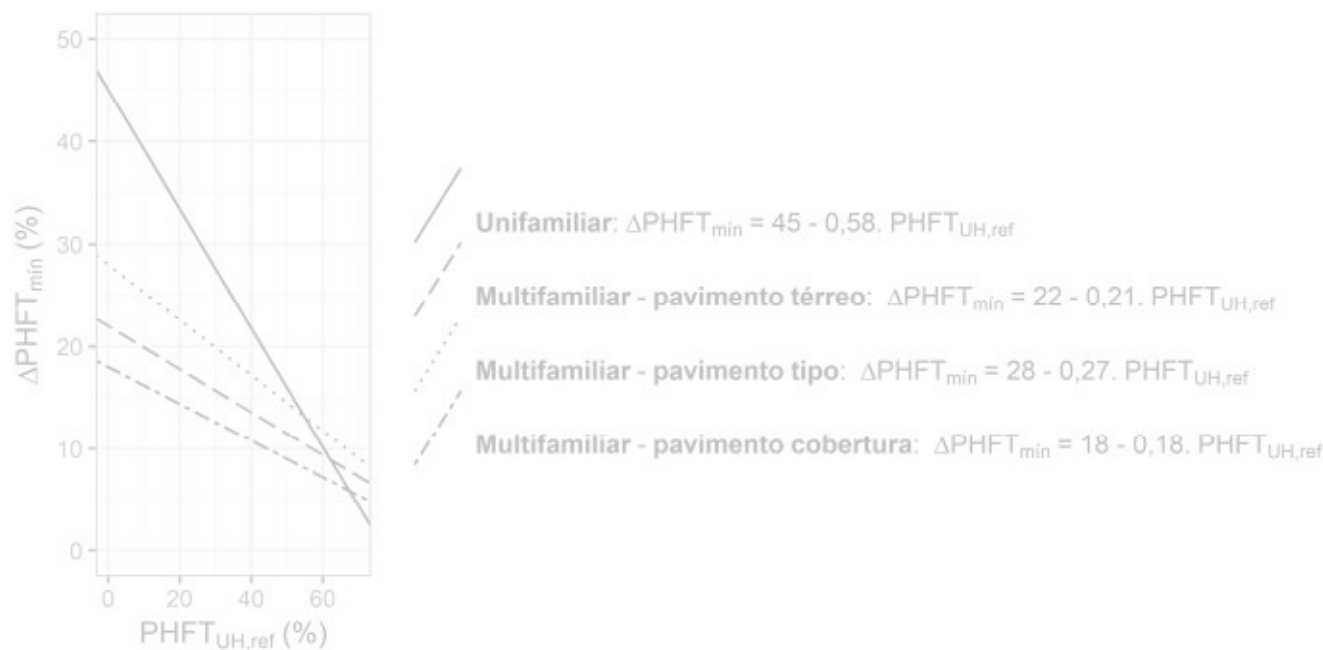 50
40
30
20
10
0
ΔPHFTmín (%)
0 20 40 60
PHFTUH,ref (%)
Unifamiliar: ΔPHFTmín = 45 - 0,58. PHFTUH,ref
Multifamiliar - pavimento térreo: ΔPHFTmín = 22 - 0,21. PHFTUH,ref
Multifamiliar - pavimento tipo: ΔPHFTmín = 28 - 0,27. PHFTUH,ref
Multifamiliar - pavimento cobertura: ΔPHFTmín = 18 - 0,18. PHFTUH,ref